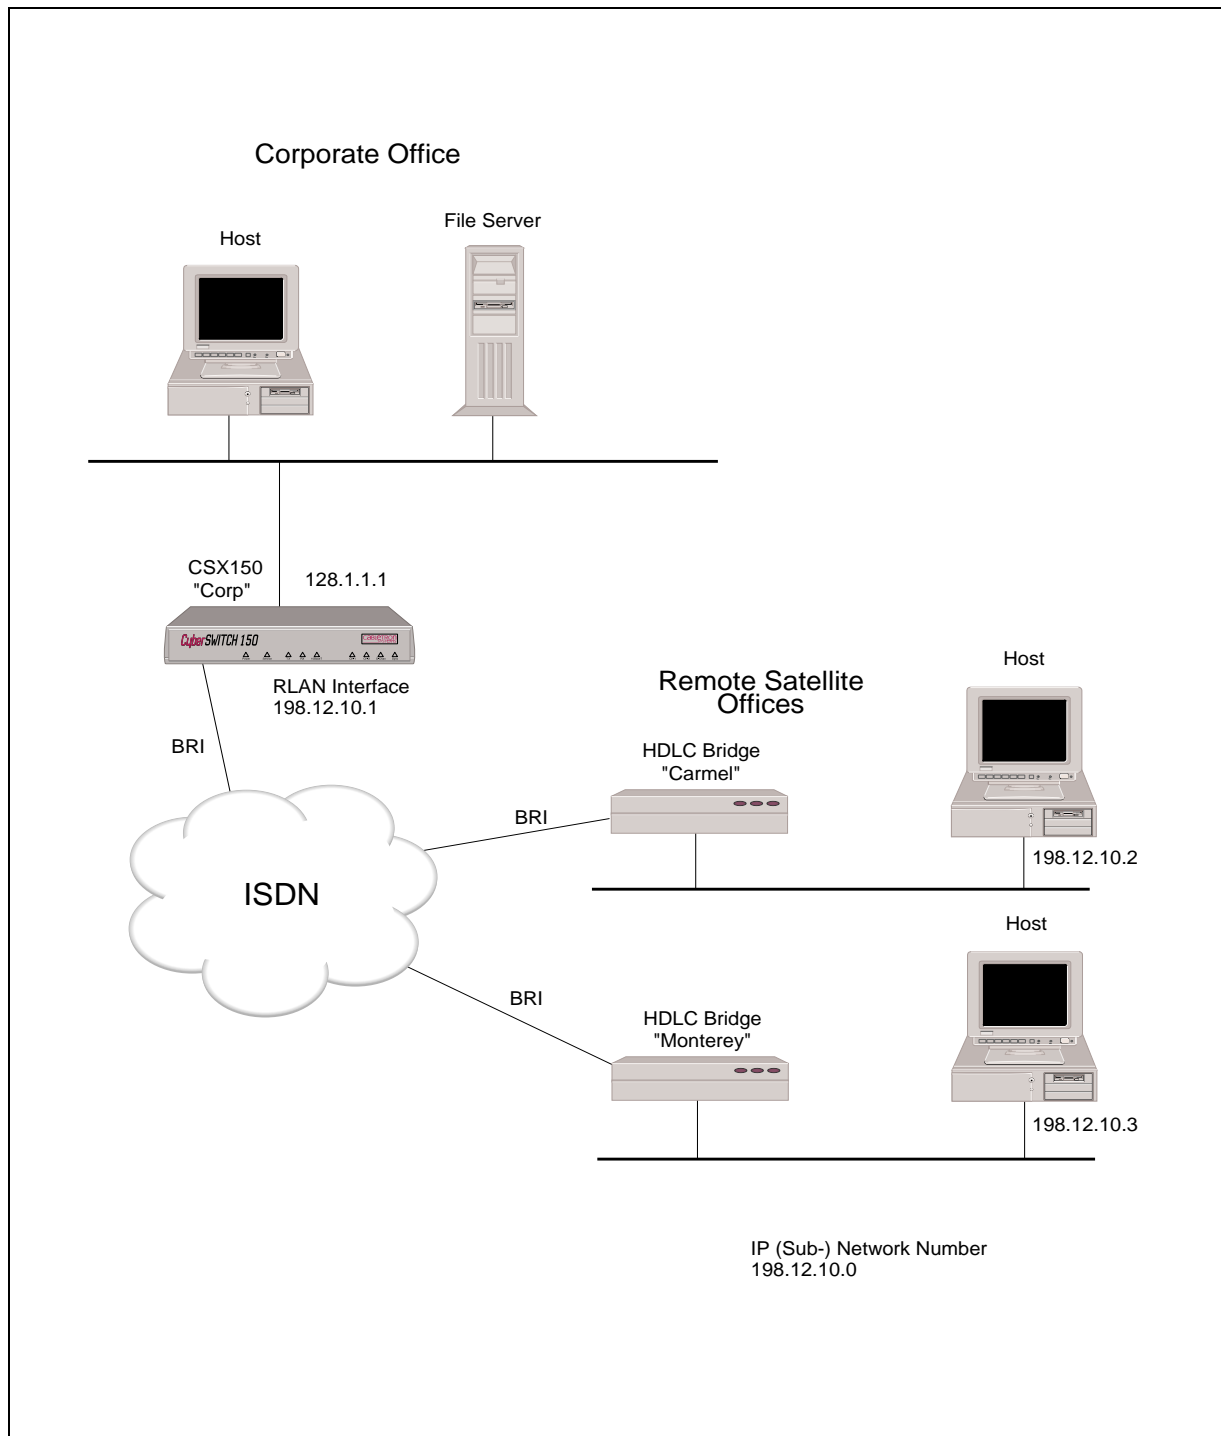 Corporate Office
File Server
Host
CSX150
"Corp"
128.1.1.1
CyberSWITCH 150
RLAN Interface
198.12.10.1
BRI
Remote Satellite
Offices
Host
HDLC Bridge
"Carmel"
BRI
198.12.10.2
ISDN
Host
BRI
HDLC Bridge
"Monterey"
198.12.10.3
IP (Sub-) Network Number
198.12.10.0